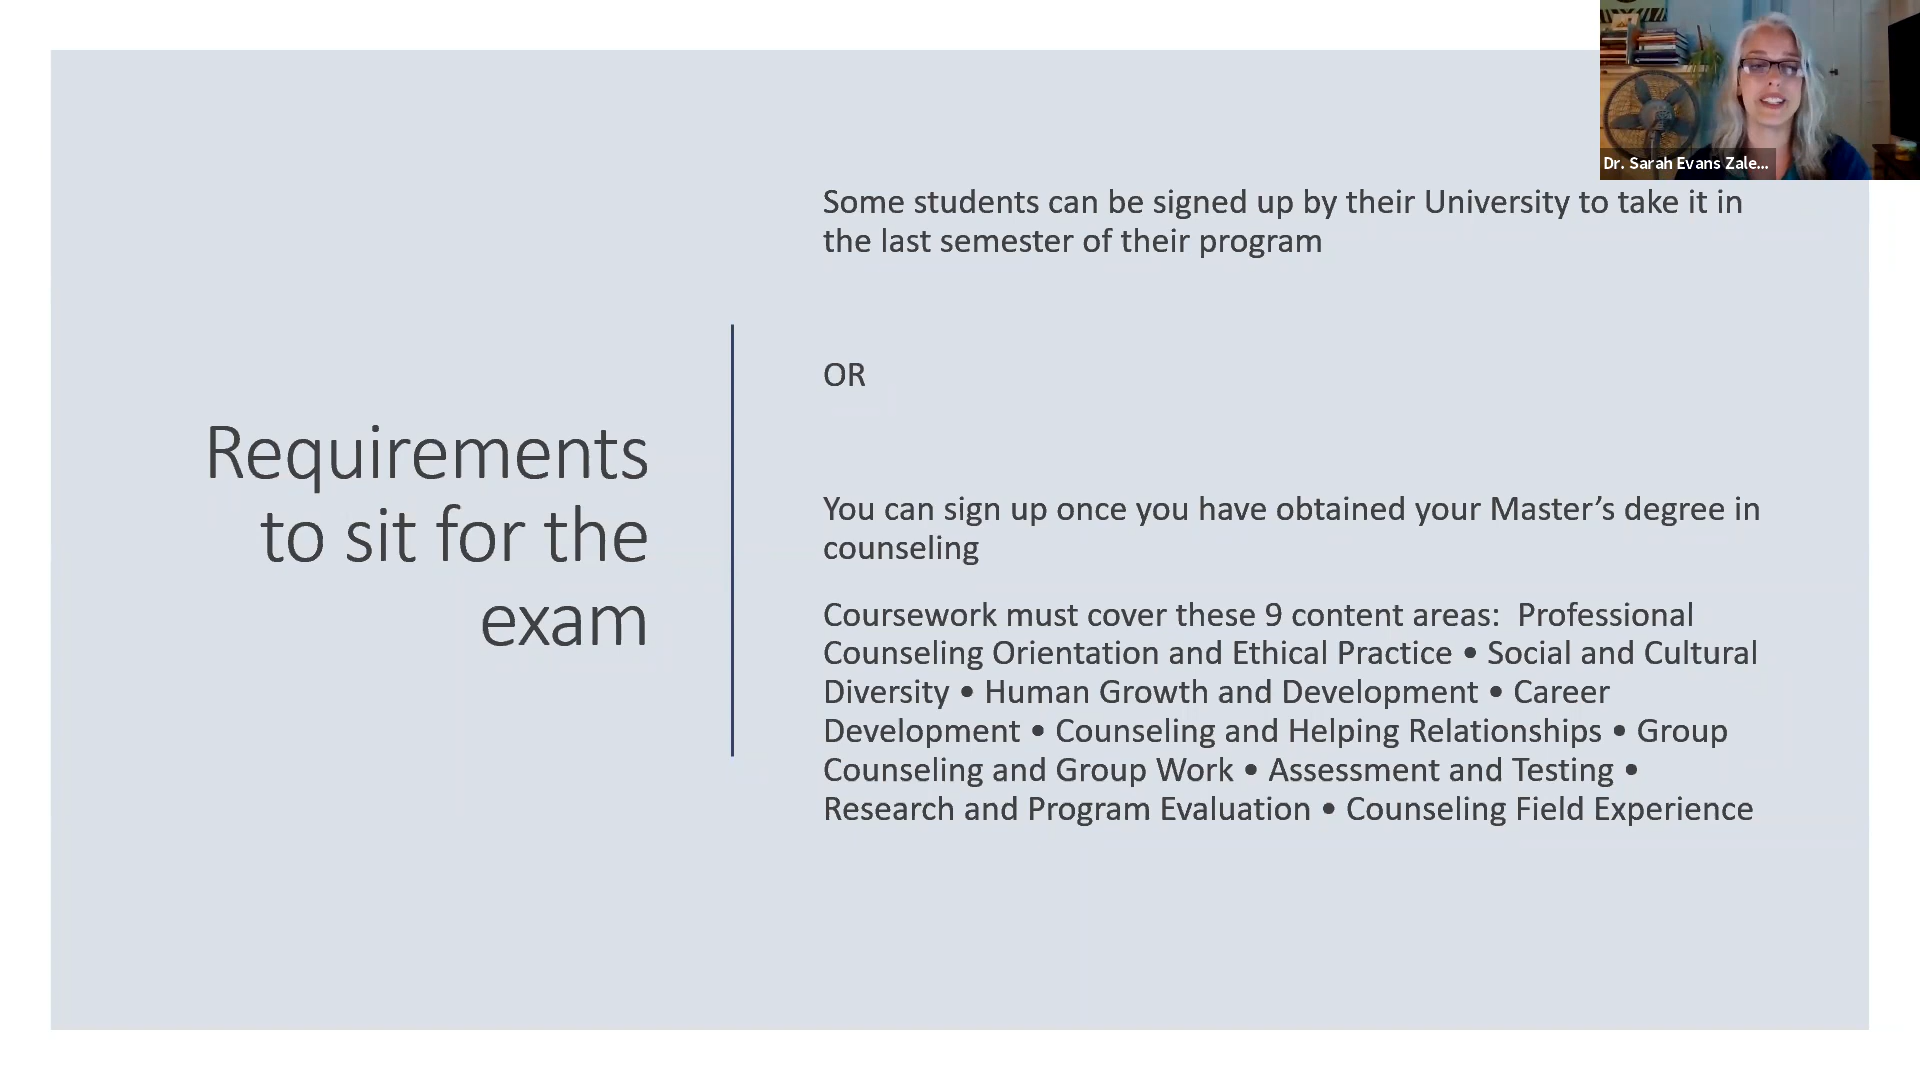 Dr. Sarah Evans Zale...
Requirements
to sit for the
exam
Some students can be signed up by their University to take it in
the last semester of their program
OR
You can sign up once you have obtained your Master’s degree in
counseling
Coursework must cover these 9 content areas:  Professional
Counseling Orientation and Ethical Practice • Social and Cultural
Diversity • Human Growth and Development • Career
Development • Counseling and Helping Relationships • Group
Counseling and Group Work • Assessment and Testing •
Research and Program Evaluation • Counseling Field Experience